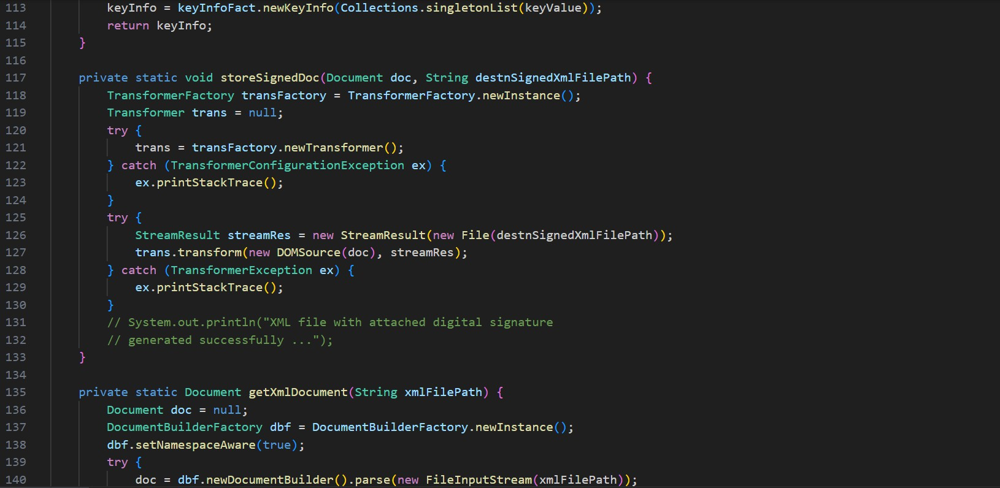 113 keyInfo = keyInfoFact.newKeyInfo(Collections.singletonList(keyValue));
114 return keyInfo;
115 }
116
117 private static void storeSignedDoc(Document doc, String destnSignedXmlFilePath) {
118 TransformerFactory transFactory = TransformerFactory.newInstance();
119 Transformer trans = null;
120 try {
121 trans = transFactory.newTransformer();
122 } catch (TransformerConfigurationException ex) {
123 ex.printStackTrace();
124 }
125 try {
126 StreamResult streamRes = new StreamResult(new File(destnSignedXmlFilePath));
127 trans.transform(new DOMSource(doc), streamRes);
128 } catch (TransformerException ex) {
129 ex.printStackTrace();
130 }
131 // System.out.println("XML file with attached digital signature
132 // generated successfully ...");
133 }
134
135 private static Document getXmlDocument(String xmlFilePath) {
136 Document doc = null;
137 DocumentBuilderFactory dbf = DocumentBuilderFactory.newInstance();
138 dbf.setNamespaceAware(true);
139 try {
140 doc = dbf.newDocumentBuilder().parse(new FileInputStream(xmlFilePath));